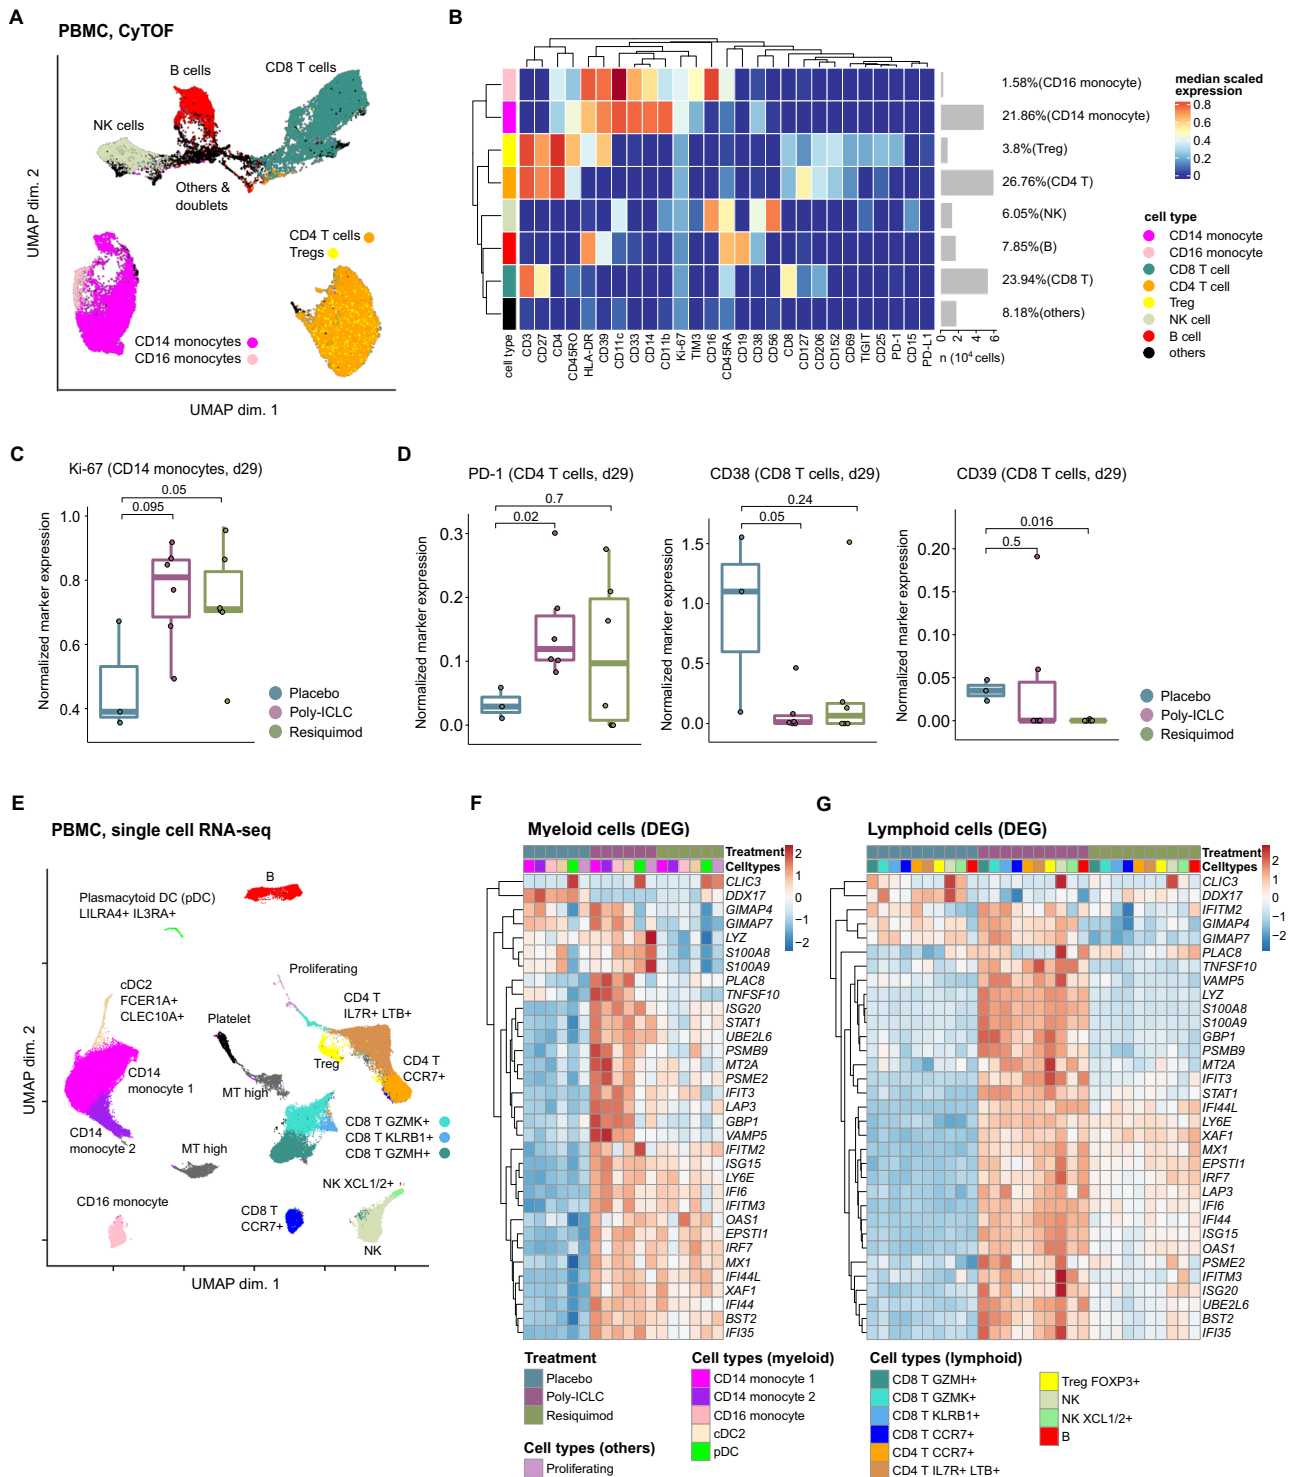 A
PBMC, CyTOF
B cells
CD8 T cells
NK cells
Others &
doublets
CD4 T cells
Tregs
CD14 monocytes
CD16 monocytes
UMAP dim. 2
UMAP dim. 1
B
1.58%(CD16 monocyte)
21.86%(CD14 monocyte)
3.8%(Treg)
26.76%(CD4 T)
6.05%(NK)
7.85%(B)
23.94%(CD8 T)
8.18%(others)
cell type
CD3
CD27
CD4
CD45RO
HLA-DR
CD39
CD11c
CD33
CD14
CD11b
Ki-67
TIM3
CD16
CD45RA
CD19
CD38
CD56
CD8
CD127
CD206
CD152
CD69
TIGIT
CD25
PD-1
CD15
PD-L1
0 2 4 6
n (10⁴ cells)
median scaled
expression
0.8
0.6
0.4
0.2
0
cell type
CD14 monocyte
CD16 monocyte
CD8 T cell
CD4 T cell
Treg
NK cell
B cell
others
C
Ki-67 (CD14 monocytes, d29)
0.05
0.095
1.0
0.8
0.6
0.4
Normalized marker expression
Placebo
Poly-ICLC
Resiquimod
D
PD-1 (CD4 T cells, d29)
0.7
0.02
0.3
0.2
0.1
0.0
Normalized marker expression
CD38 (CD8 T cells, d29)
0.24
0.05
1.5
1.0
0.5
0.0
Normalized marker expression
CD39 (CD8 T cells, d29)
0.016
0.5
0.20
0.15
0.10
0.05
0.00
Normalized marker expression
Placebo
Poly-ICLC
Resiquimod
E
PBMC, single cell RNA-seq
B
Plasmacytoid DC (pDC)
LILRA4+ IL3RA+
Proliferating
cDC2
FCER1A+
CLEC10A+
Platelet
CD4 T
IL7R+ LTB+
Treg
CD4 T
CCR7+
CD14
monocyte 1
MT high
CD14
monocyte 2
CD8 T GZMK+
CD8 T KLRB1+
CD8 T GZMH+
MT high
NK XCL1/2+
CD16 monocyte
CD8 T
CCR7+
NK
UMAP dim. 2
UMAP dim. 1
F
Myeloid cells (DEG)
Treatment
Celltypes
CLIC3
DDX17
GIMAP4
GIMAP7
LYZ
S100A8
S100A9
PLAC8
TNFSF10
ISG20
STAT1
UBE2L6
PSMB9
MT2A
PSME2
IFIT3
LAP3
GBP1
VAMP5
IFITM2
ISG15
LY6E
IFI6
IFITM3
OAS1
EPSTI1
IRF7
MX1
IFI44L
XAF1
IFI44
BST2
IFI35
2
1
0
-1
-2
Treatment
Placebo
Poly-ICLC
Resiquimod
Cell types (others)
Proliferating
Cell types (myeloid)
CD14 monocyte 1
CD14 monocyte 2
CD16 monocyte
cDC2
pDC
G
Lymphoid cells (DEG)
Treatment
Celltypes
CLIC3
DDX17
IFITM2
GIMAP4
GIMAP7
PLAC8
TNFSF10
VAMP5
LYZ
S100A8
S100A9
GBP1
PSMB9
MT2A
IFIT3
STAT1
IFI44L
LY6E
XAF1
MX1
EPSTI1
IRF7
LAP3
IFI6
IFI44
ISG15
OAS1
PSME2
IFITM3
ISG20
UBE2L6
BST2
IFI35
2
1
0
-1
-2
Cell types (lymphoid)
CD8 T GZMH+
CD8 T GZMK+
CD8 T KLRB1+
CD8 T CCR7+
CD4 T CCR7+
CD4 T IL7R+ LTB+
Treg FOXP3+
NK
NK XCL1/2+
B